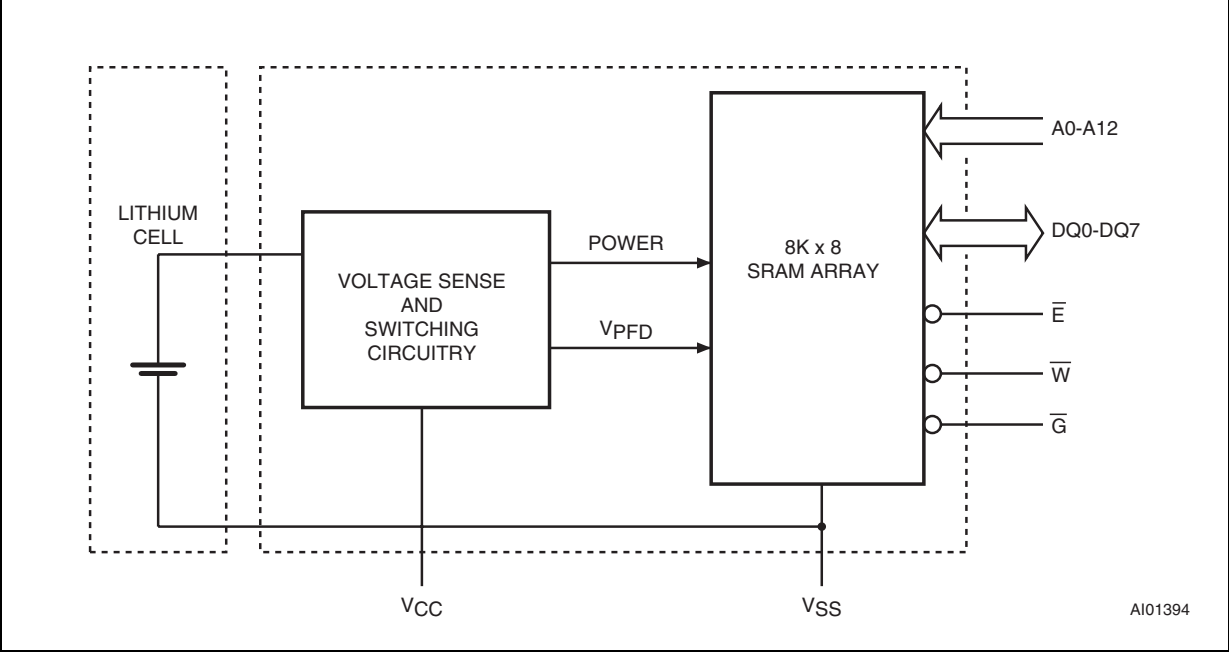 LITHIUM
CELL
VOLTAGE SENSE
AND
SWITCHING
CIRCUITRY
POWER
VPFD
8K x 8
SRAM ARRAY
A0-A12
DQ0-DQ7
E̅
W̅
G̅
VCC
VSS
AI01394